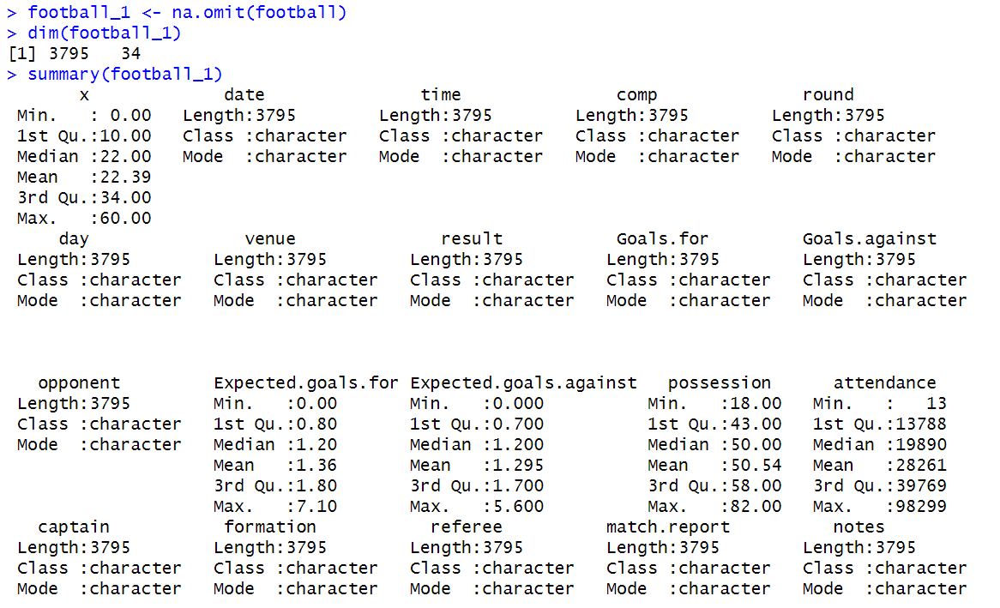 > football_1 <- na.omit(football)
> dim(football_1)
[1] 3795   34
> summary(football_1)
       x             date               time               comp              round
 Min.   : 0.00   Length:3795        Length:3795        Length:3795        Length:3795
 1st Qu.:10.00   Class :character   Class :character   Class :character   Class :character
 Median :22.00   Mode  :character   Mode  :character   Mode  :character   Mode  :character
 Mean   :22.39
 3rd Qu.:34.00
 Max.   :60.00
     day               venue              result           Goals.for         Goals.against
 Length:3795        Length:3795        Length:3795        Length:3795        Length:3795
 Class :character   Class :character   Class :character   Class :character   Class :character
 Mode  :character   Mode  :character   Mode  :character   Mode  :character   Mode  :character
   opponent         Expected.goals.for Expected.goals.against   possession      attendance
 Length:3795        Min.   :0.00       Min.   :0.000          Min.   :18.00   Min.   :   13
 Class :character   1st Qu.:0.80       1st Qu.:0.700          1st Qu.:43.00   1st Qu.:13788
 Mode  :character   Median :1.20       Median :1.200          Median :50.00   Median :19890
                    Mean   :1.36       Mean   :1.295          Mean   :50.54   Mean   :28261
                    3rd Qu.:1.80       3rd Qu.:1.700          3rd Qu.:58.00   3rd Qu.:39769
                    Max.   :7.10       Max.   :5.600          Max.   :82.00   Max.   :98299
   captain           formation           referee          match.report          notes
 Length:3795        Length:3795        Length:3795        Length:3795        Length:3795
 Class :character   Class :character   Class :character   Class :character   Class :character
 Mode  :character   Mode  :character   Mode  :character   Mode  :character   Mode  :character